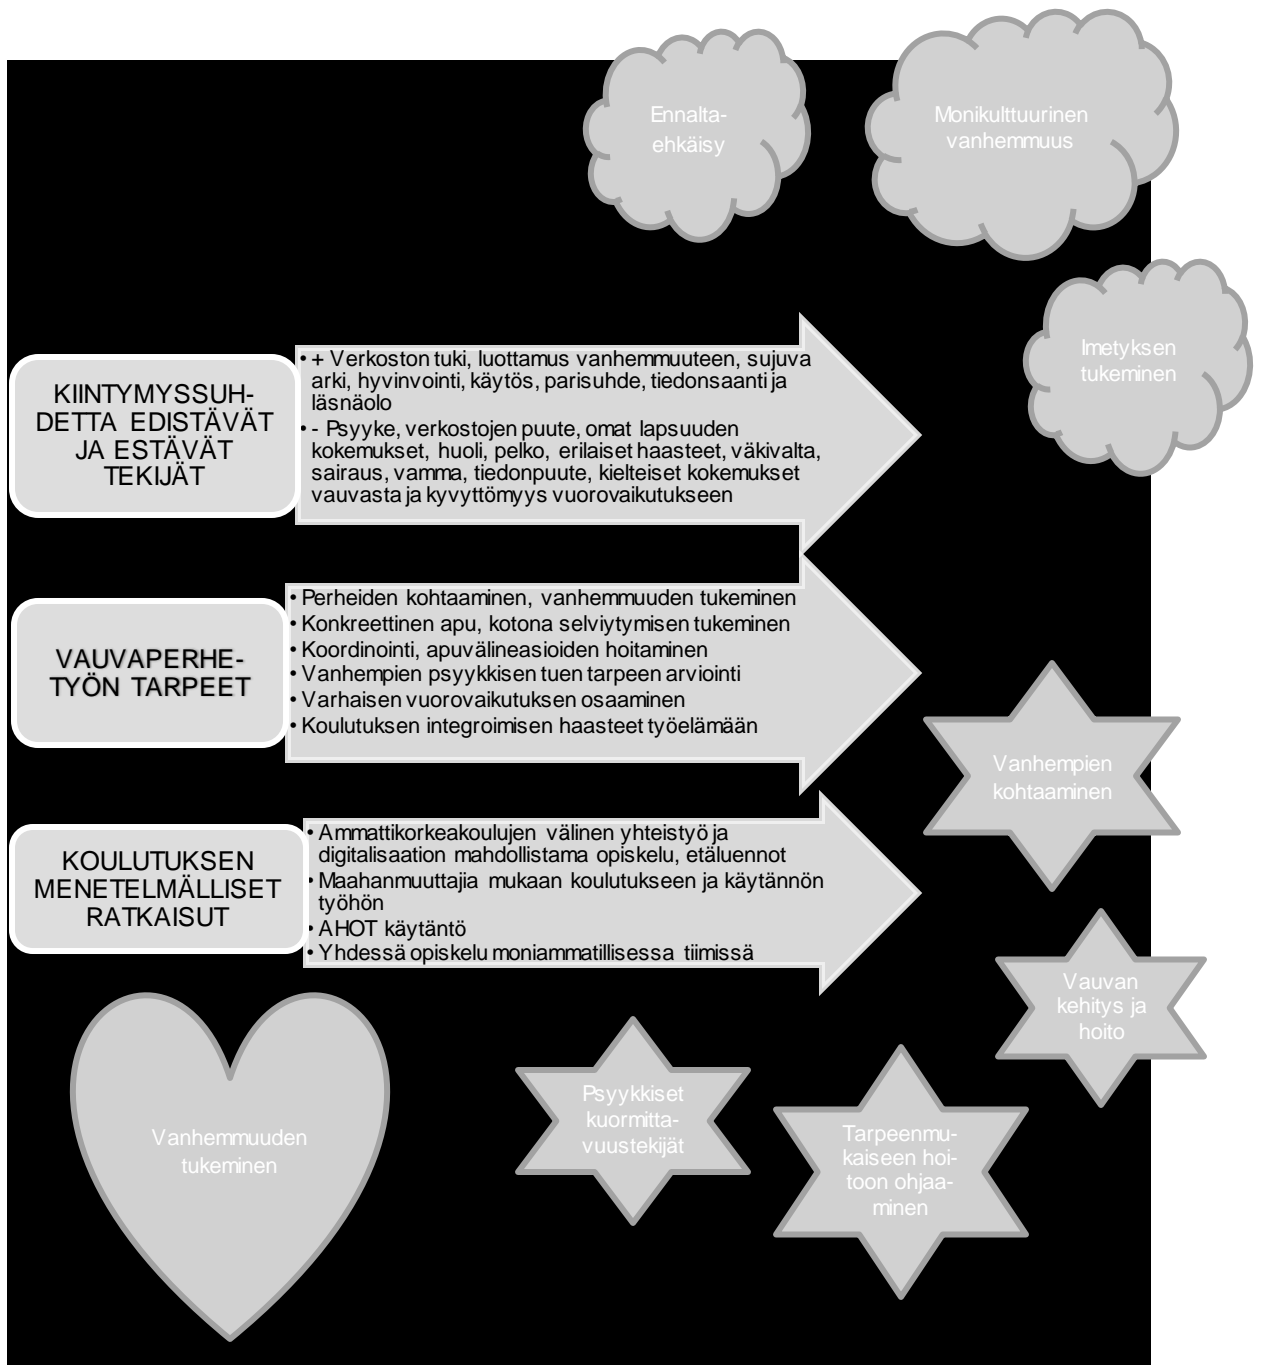 Ennalta-
ehkäisy
Monikulttuurinen
vanhemmuus
Imetyksen
tukeminen
KIINTYMYSSUH-
DETTA EDISTÄVÄT
JA ESTÄVÄT
TEKIJÄT
• + Verkoston tuki, luottamus vanhemmuuteen, sujuva
arki, hyvinvointi, käytös, parisuhde, tiedonsaanti ja
läsnäolo
• - Psyyke, verkostojen puute, omat lapsuuden
kokemukset, huoli, pelko, erilaiset haasteet, väkivalta,
sairaus, vamma, tiedonpuute, kielteiset kokemukset
vauvasta ja kyvyttömyys vuorovaikutukseen
VAUVAPERHE-
TYÖN TARPEET
• Perheiden kohtaaminen, vanhemmuuden tukeminen
• Konkreettinen apu, kotona selviytymisen tukeminen
• Koordinointi, apuvälineasioiden hoitaminen
• Vanhempien psyykkisen tuen tarpeen arviointi
• Varhaisen vuorovaikutuksen osaaminen
• Koulutuksen integroimisen haasteet työelämään
Vanhempien
kohtaaminen
KOULUTUKSEN
MENETELMÄLLISET
RATKAISUT
• Ammattikorkeakoulujen välinen yhteistyö ja
digitalisaation mahdollistama opiskelu, etäluennot
• Maahanmuuttajia mukaan koulutukseen ja käytännön
työhön
• AHOT käytäntö
• Yhdessä opiskelu moniammatillisessa tiimissä
Vauvan
kehitys ja
hoito
Vanhemmuuden
tukeminen
Psyykkiset
kuormitta-
vuustekijät
Tarpeenmu-
kaiseen hoi-
toon ohjaa-
minen